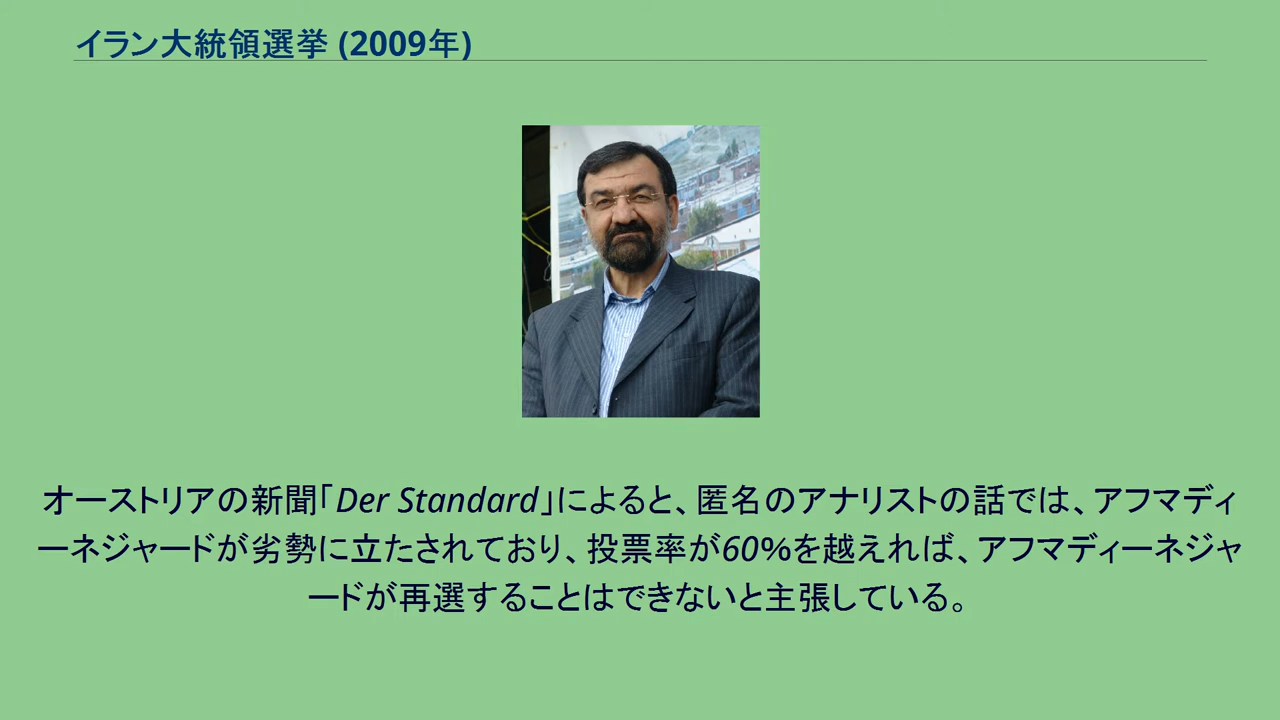 イラン大統領選挙 (2009年)
オーストリアの新聞｢Der Standard｣によると、匿名のアナリストの話では、アフマディ
ーネジャードが劣勢に立たされており、投票率が60%を越えれば、アフマディーネジャ
ードが再選することはできないと主張している。